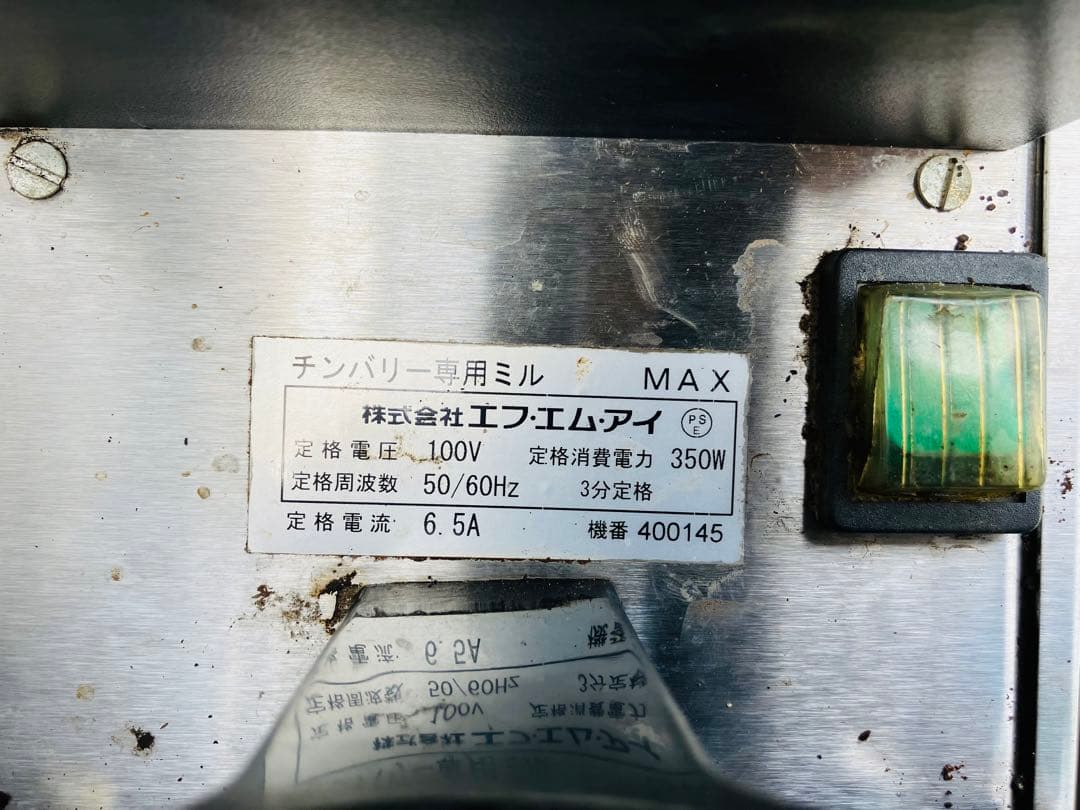 チンバリー専用ミル MAX
株式会社エフ・エム・アイ PSE
定格電圧 100V 定格消費電力 350W
定格周波数 50/60Hz 3分定格
定格電流 6.5A 機番 400145